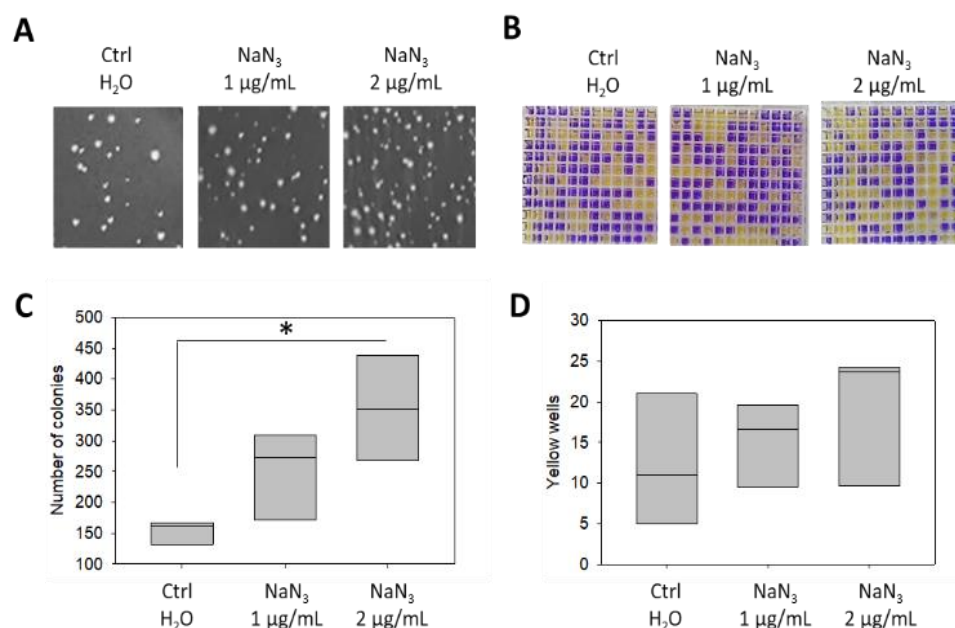 A
Ctrl
H₂O
NaN₃
1 µg/mL
NaN₃
2 µg/mL
B
Ctrl
H₂O
NaN₃
1 µg/mL
NaN₃
2 µg/mL
C
Number of colonies
500
450
400
350
300
250
200
150
100
*
Ctrl
H₂O
NaN₃
1 µg/mL
NaN₃
2 µg/mL
D
Yellow wells
30
25
20
15
10
5
0
Ctrl
H₂O
NaN₃
1 µg/mL
NaN₃
2 µg/mL